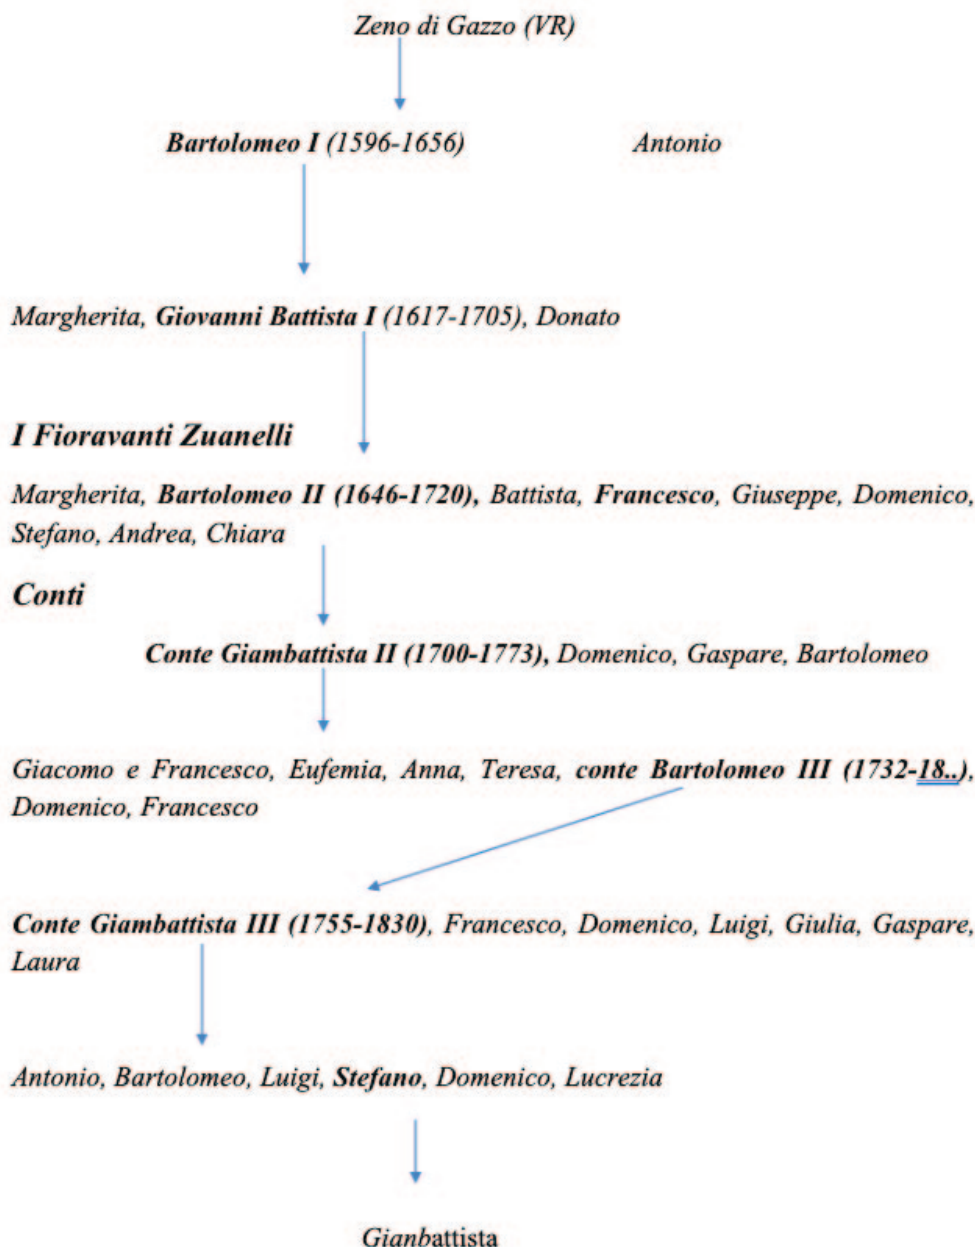 Zeno di Gazzo (VR)
Bartolomeo I (1596-1656) Antonio
Margherita, Giovanni Battista I (1617-1705), Donato
I Fioravanti Zuanelli
Margherita, Bartolomeo II (1646-1720), Battista, Francesco, Giuseppe, Domenico,
Stefano, Andrea, Chiara
Conti
Conte Giambattista II (1700-1773), Domenico, Gaspare, Bartolomeo
Giacomo e Francesco, Eufemia, Anna, Teresa, conte Bartolomeo III (1732-18..),
Domenico, Francesco
Conte Giambattista III (1755-1830), Francesco, Domenico, Luigi, Giulia, Gaspare,
Laura
Antonio, Bartolomeo, Luigi, Stefano, Domenico, Lucrezia
Gianbattista